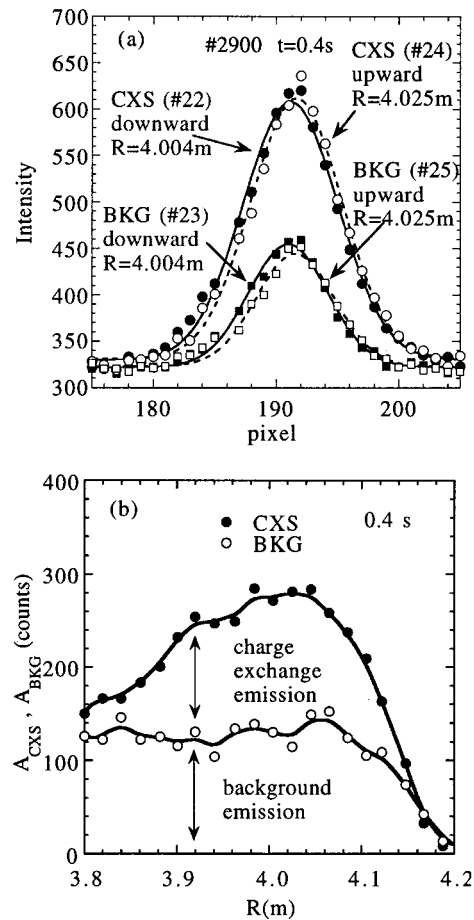 (a) #2900 t=0.4s
CXS (#22)
downward
R=4.004m
CXS (#24)
upward
R=4.025m
BKG (#23)
downward
R=4.004m
BKG (#25)
upward
R=4.025m
Intensity
700
650
600
550
500
450
400
350
300
180 190 200
pixel
(b)
CXS
BKG
0.4 s
charge
exchange
emission
background
emission
A_CXS , A_BKG (counts)
400
300
200
100
0
3.8 3.9 4.0 4.1 4.2
R(m)